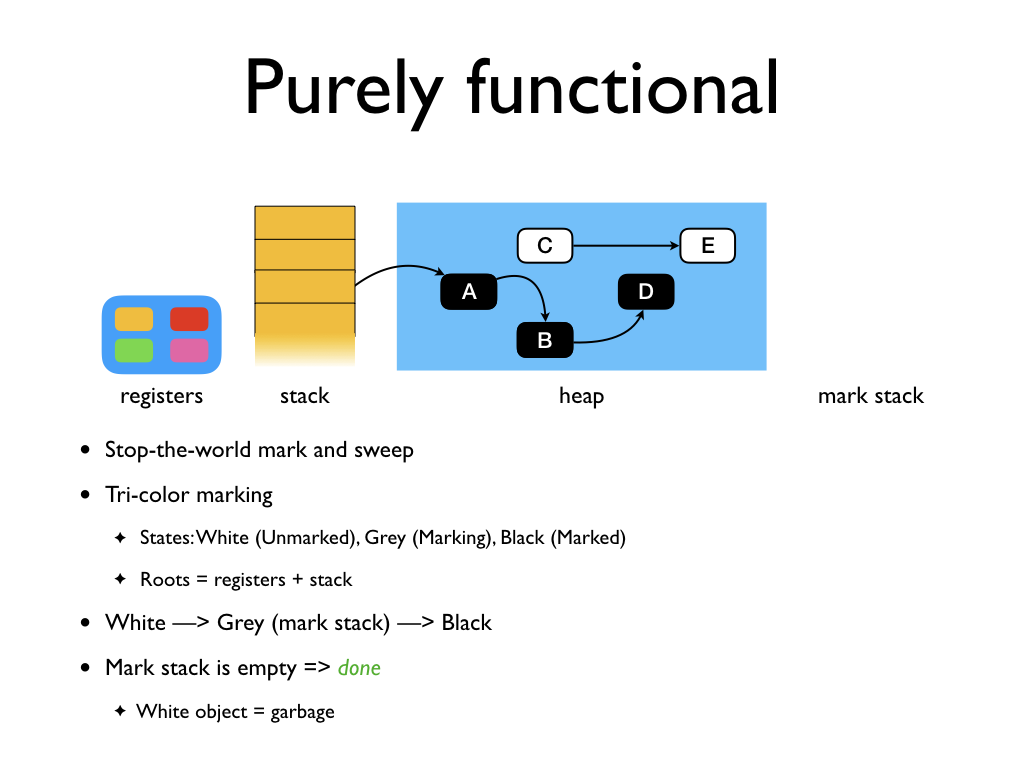 Purely functional
C
E
A
D
B
registers
stack
heap
mark stack
• Stop-the-world mark and sweep
• Tri-color marking
✦ States: White (Unmarked), Grey (Marking), Black (Marked)
✦ Roots = registers + stack
• White —> Grey (mark stack) —> Black
• Mark stack is empty => done
✦ White object = garbage